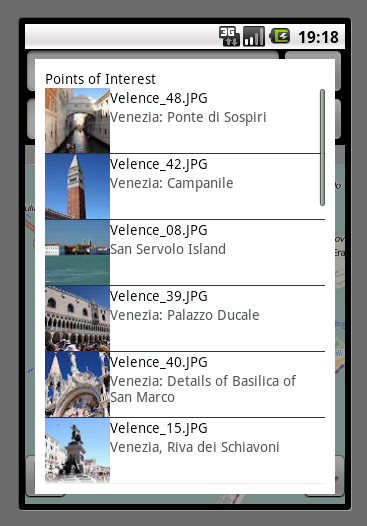 3G 19:18
Points of Interest
Velence_48.JPG
Venezia: Ponte di Sospiri
Velence_42.JPG
Venezia: Campanile
Velence_08.JPG
San Servolo Island
Velence_39.JPG
Venezia: Palazzo Ducale
Velence_40.JPG
Venezia: Details of Basilica of
San Marco
Velence_15.JPG
Venezia, Riva dei Schiavoni